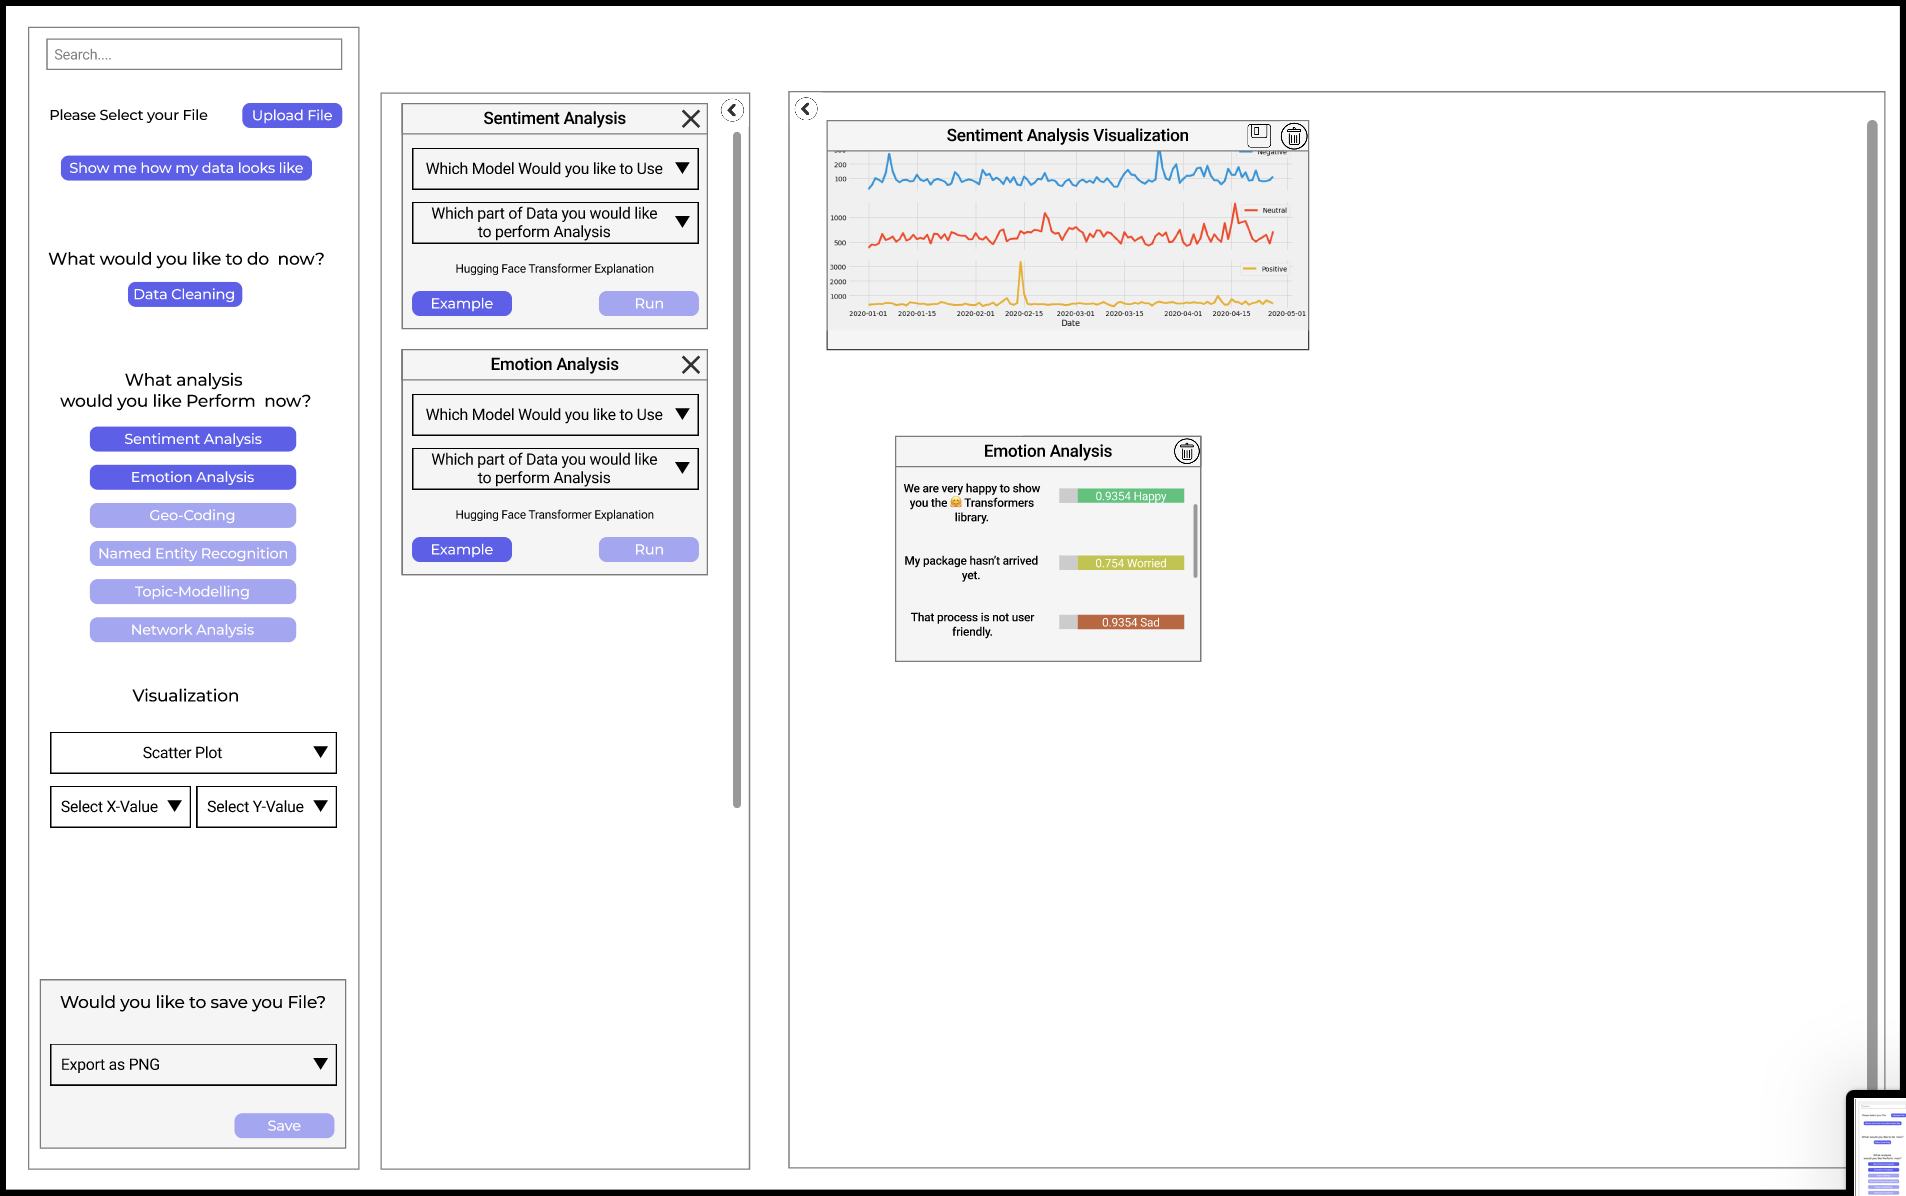 Search....
Please Select your File
Upload File
Show me how my data looks like
What would you like to do now?
Data Cleaning
What analysis
would you like Perform now?
Sentiment Analysis
Emotion Analysis
Geo-Coding
Named Entity Recognition
Topic-Modelling
Network Analysis
Visualization
Scatter Plot
Select X-Value
Select Y-Value
Would you like to save you File?
Export as PNG
Save
Sentiment Analysis
Which Model Would you like to Use
Which part of Data you would like
to perform Analysis
Hugging Face Transformer Explanation
Example
Run
Emotion Analysis
Which Model Would you like to Use
Which part of Data you would like
to perform Analysis
Hugging Face Transformer Explanation
Example
Run
Sentiment Analysis Visualization
Negative
200
100
Neutral
1000
500
Positive
3000
2000
1000
2020-01-01 2020-01-15 2020-02-01 2020-02-15 2020-03-01 2020-03-15 2020-04-01 2020-04-15 2020-05-01
Date
Emotion Analysis
We are very happy to show
you the 🤗 Transformers
library.
0.9354 Happy
My package hasn't arrived
yet.
0.754 Worried
That process is not user
friendly.
0.9354 Sad